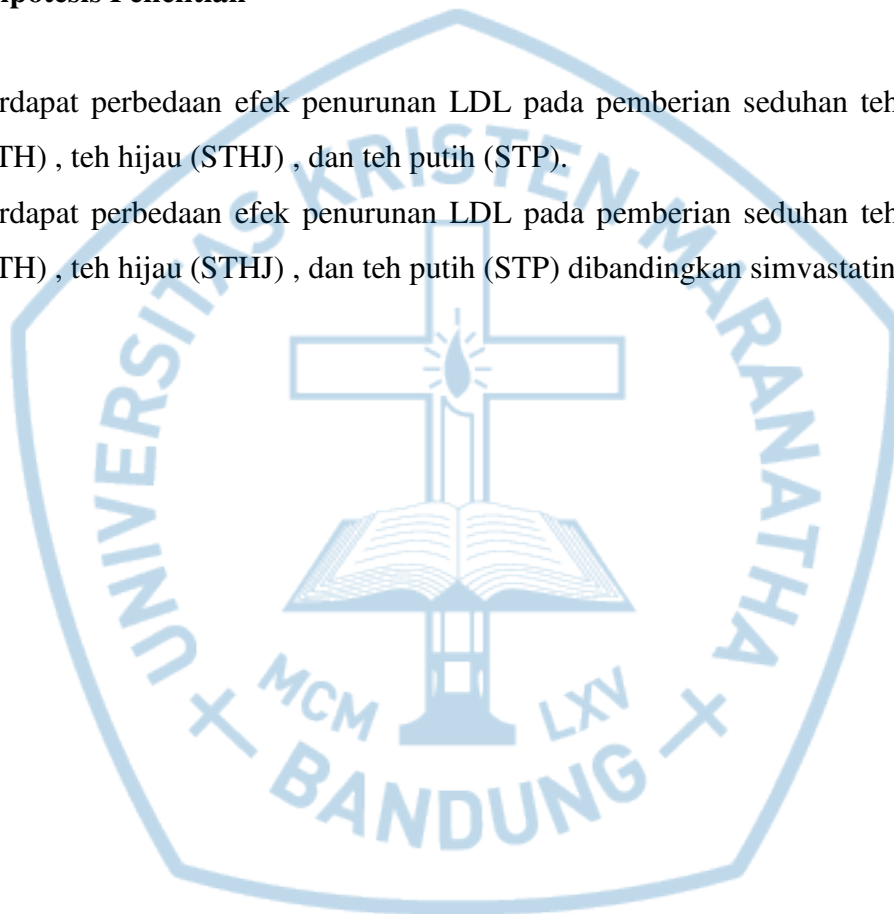 rdapat perbedaan efek penurunan LDL pada pemberian seduhan teh
TH) , teh hijau (STHJ) , dan teh putih (STP).
rdapat perbedaan efek penurunan LDL pada pemberian seduhan teh
TH) , teh hijau (STHJ) , dan teh putih (STP) dibandingkan simvastatin
UNIVERSITAS KRISTEN MARANATHA
MCM LXV
BANDUNG